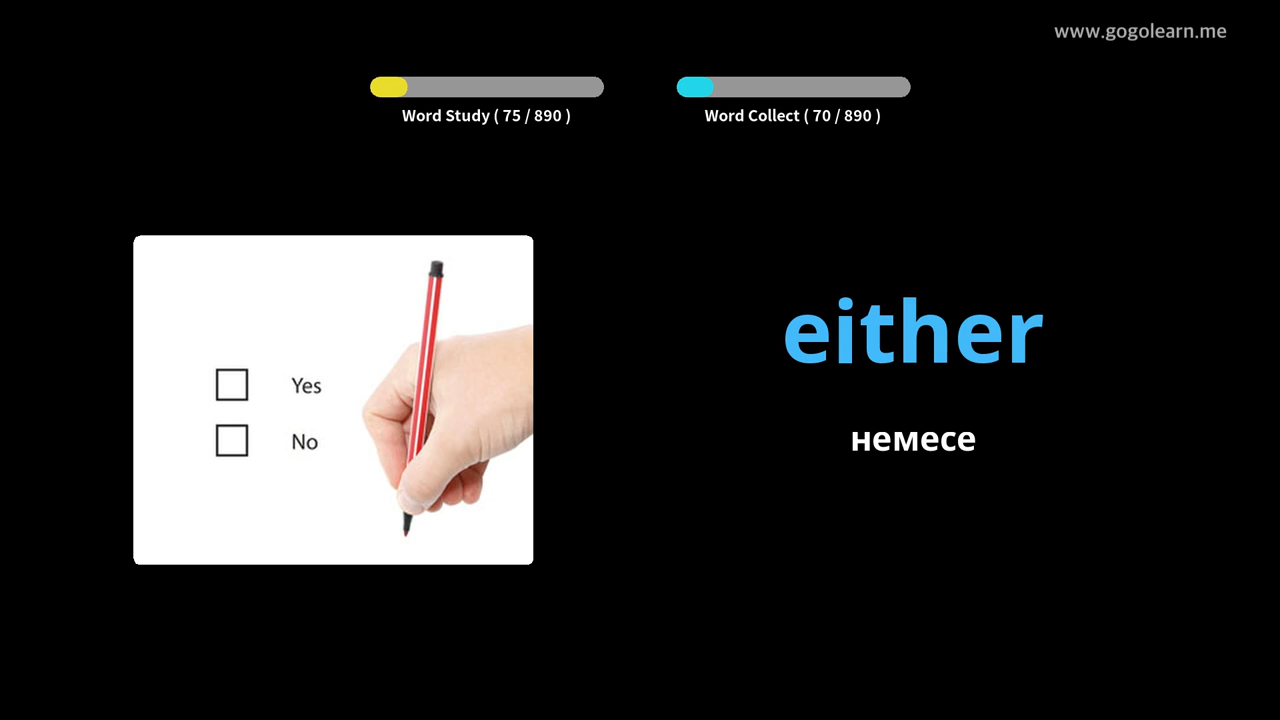 www.gogolearn.me
Word Study ( 75 / 890 )
Word Collect ( 70 / 890 )
Yes
No
either
немесе